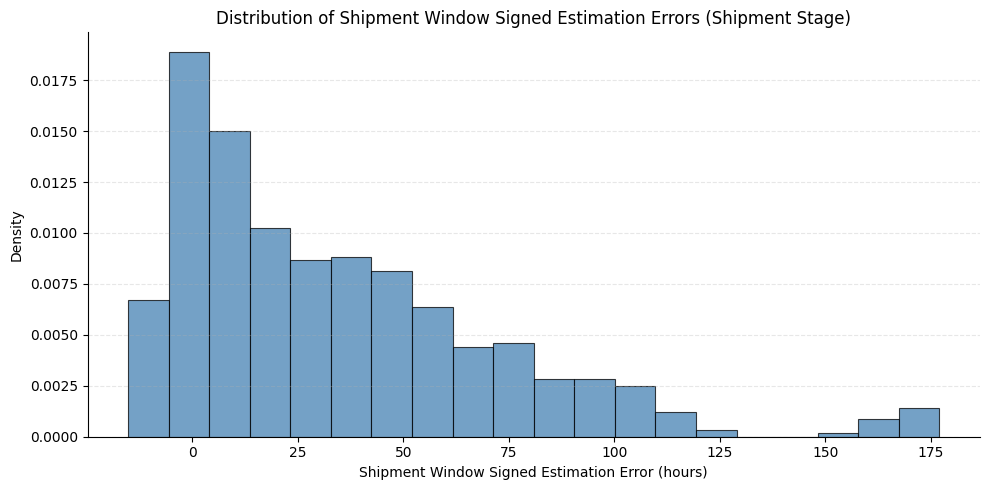 Distribution of Shipment Window Signed Estimation Errors (Shipment Stage)
Density
0.0175
0.0150
0.0125
0.0100
0.0075
0.0050
0.0025
0.0000
0 25 50 75 100 125 150 175
Shipment Window Signed Estimation Error (hours)